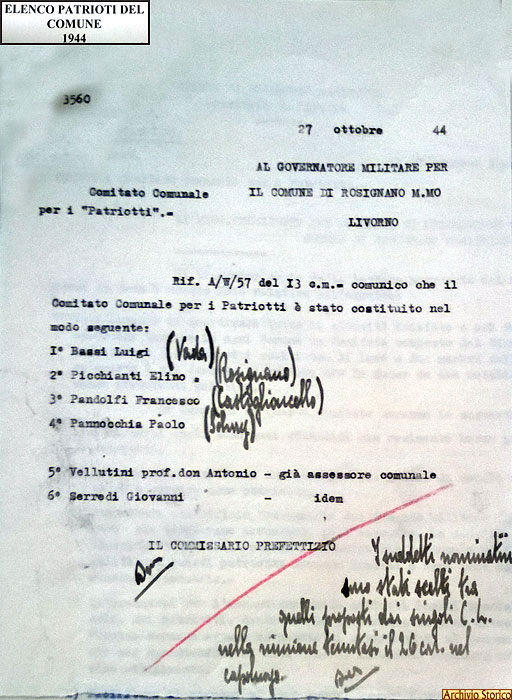 ELENCO PATRIOTI DEL
COMUNE
1944
3560
27 ottobre 44
AL GOVERNATORE MILITARE PER
Comitato Comunale IL COMUNE DI ROSIGNANO M.MO
per i "Patriotti".-
LIVORNO
Rif. A/W/57 del I3 c.m.- comunico che il
Comitato Comunale per i Patriotti è stato costituito nel
modo seguente:
I° Bassi Luigi (Vada)
2° Picchianti Elino . (Rosignano)
3° Pandolfi Francesco (Castiglioncello)
4° Pannocchia Paolo (Solvay)
5° Vellutini prof.don Antonio - già assessore comunale
6° Serredi Giovanni - idem
IL COMMISSARIO PREFETTIZIO
I suddetti nominativi
sono stati scelti tra
quelli proposti dai singoli C.L.
nella riunione tenutasi il 26 cor. nel
capoluogo.
Archivio Storico